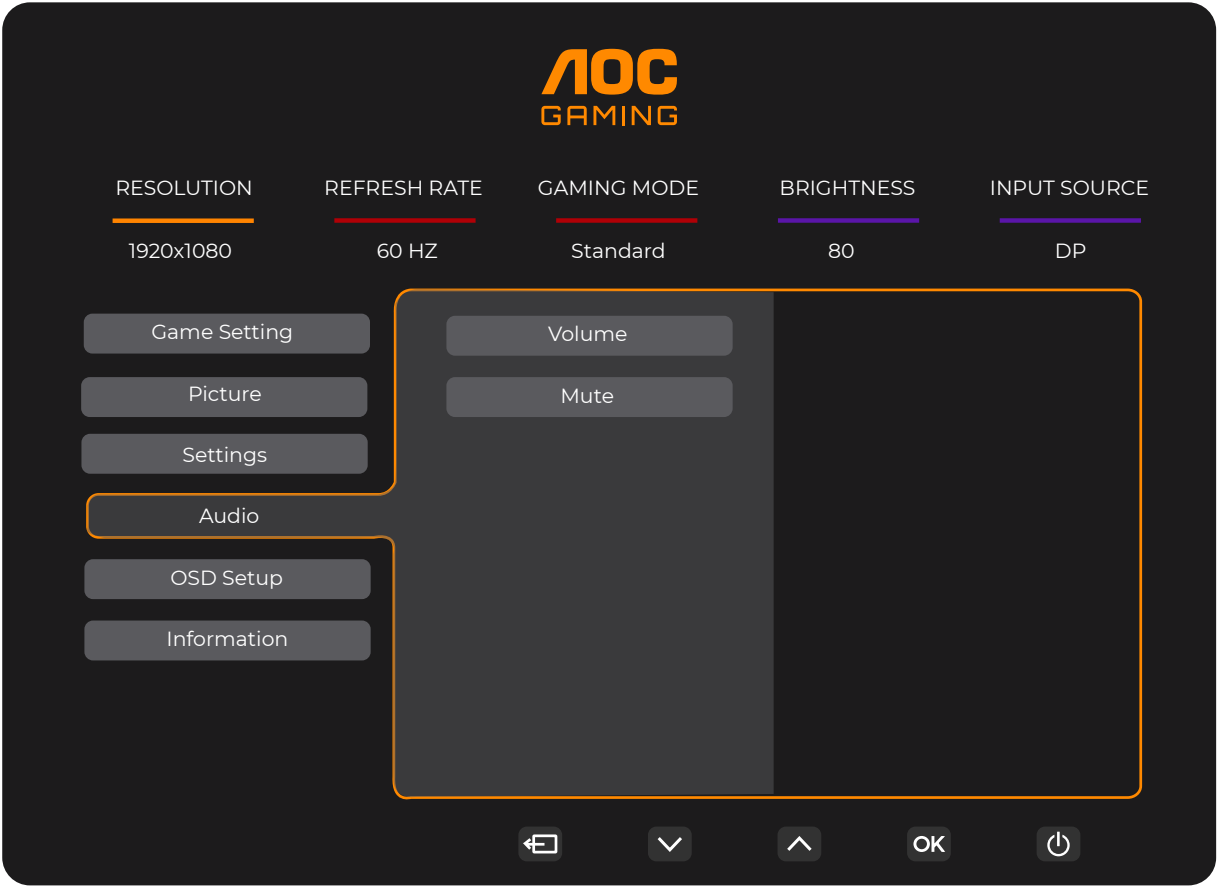 AOC
GAMING
RESOLUTION REFRESH RATE GAMING MODE BRIGHTNESS INPUT SOURCE
1920x1080 60 HZ Standard 80 DP
Game Setting
Picture
Settings
Audio
OSD Setup
Information
Volume
Mute
OK